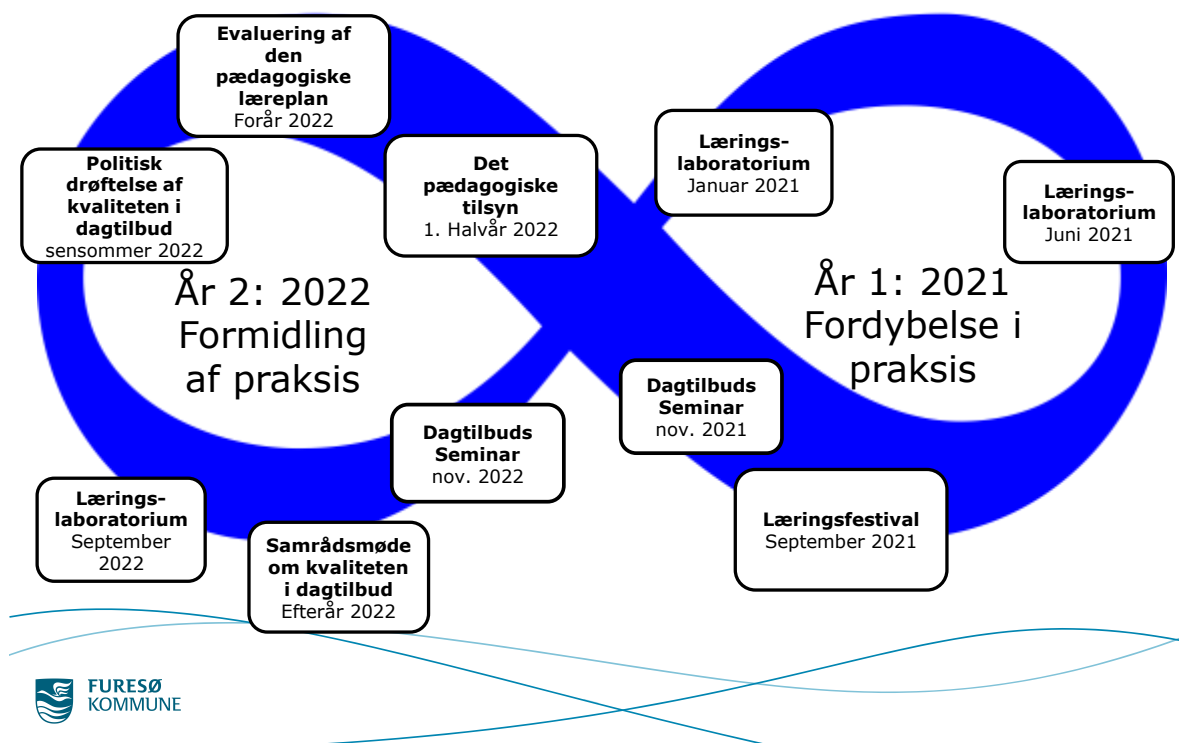 Evaluering af
den
pædagogiske
læreplan
Forår 2022
Politisk
drøftelse af
kvaliteten i
dagtilbud
sensommer 2022
Det
pædagogiske
tilsyn
1. Halvår 2022
År 2: 2022
Formidling
af praksis
Dagtilbuds
Seminar
nov. 2022
Lærings-
laboratorium
September
2022
Samrådsmøde
om kvaliteten
i dagtilbud
Efterår 2022
Lærings-
laboratorium
Januar 2021
Lærings-
laboratorium
Juni 2021
År 1: 2021
Fordybelse i
praksis
Dagtilbuds
Seminar
nov. 2021
Læringsfestival
September 2021
FURESØ
KOMMUNE